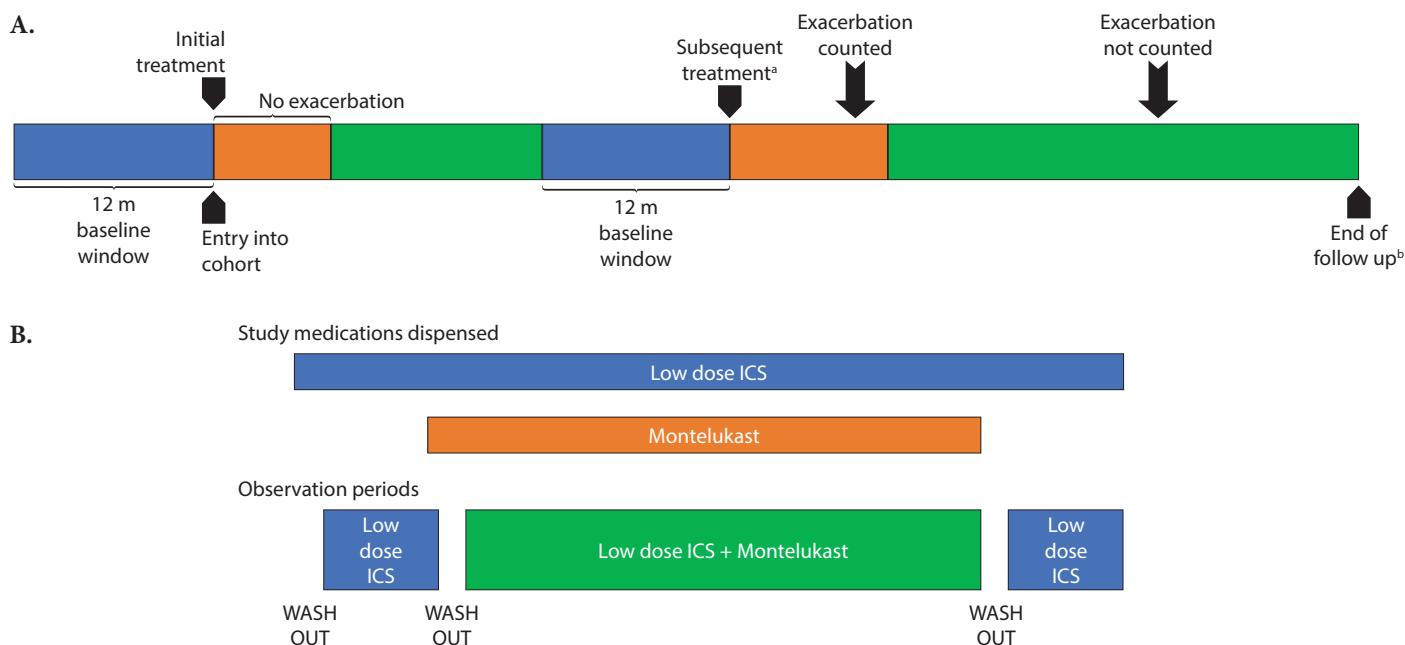 A.
Initial
treatment
No exacerbation
Subsequent
treatmentᵃ
Exacerbation
counted
Exacerbation
not counted
12 m
baseline
window
Entry into
cohort
12 m
baseline
window
End of
follow upᵇ
B.
Study medications dispensed
Low dose ICS
Montelukast
Observation periods
Low
dose
ICS
Low dose ICS + Montelukast
Low
dose
ICS
WASH
OUT
WASH
OUT
WASH
OUT